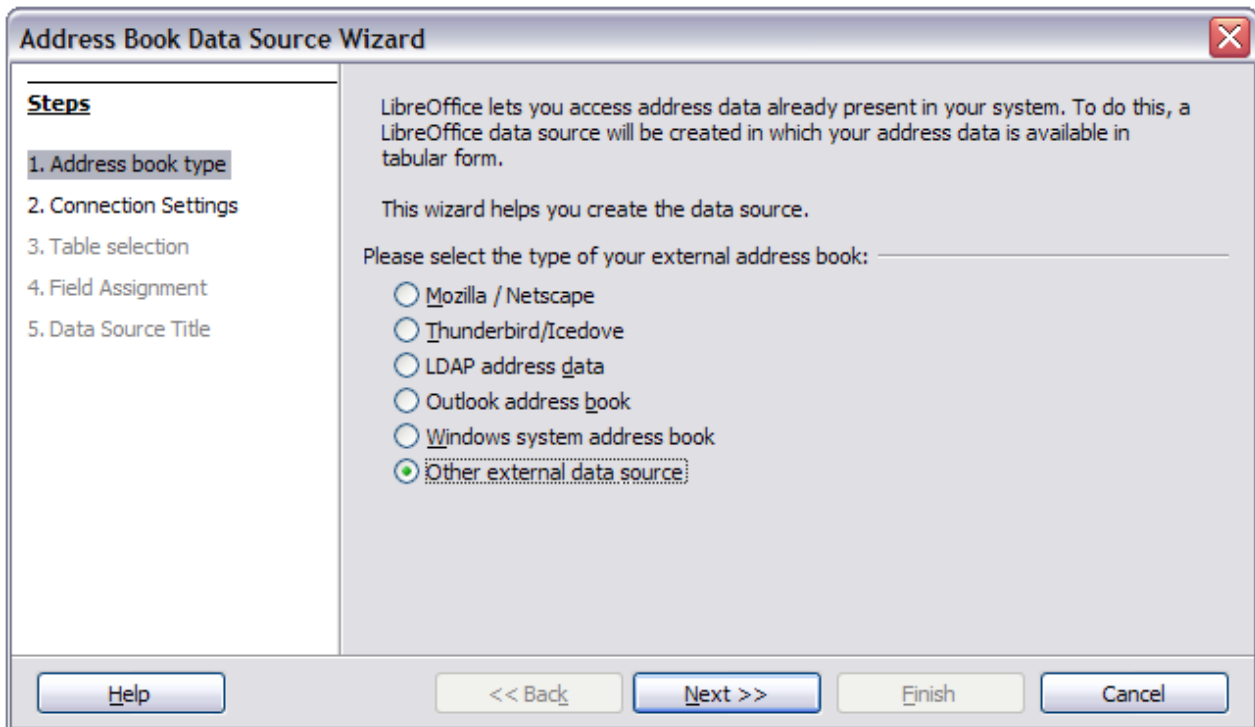 Address Book Data Source Wizard
Steps
1. Address book type
2. Connection Settings
3. Table selection
4. Field Assignment
5. Data Source Title
LibreOffice lets you access address data already present in your system. To do this, a
LibreOffice data source will be created in which your address data is available in
tabular form.
This wizard helps you create the data source.
Please select the type of your external address book:
Mozilla / Netscape
Thunderbird/Icedove
LDAP address data
Outlook address book
Windows system address book
Other external data source
Help
<< Back
Next >>
Finish
Cancel